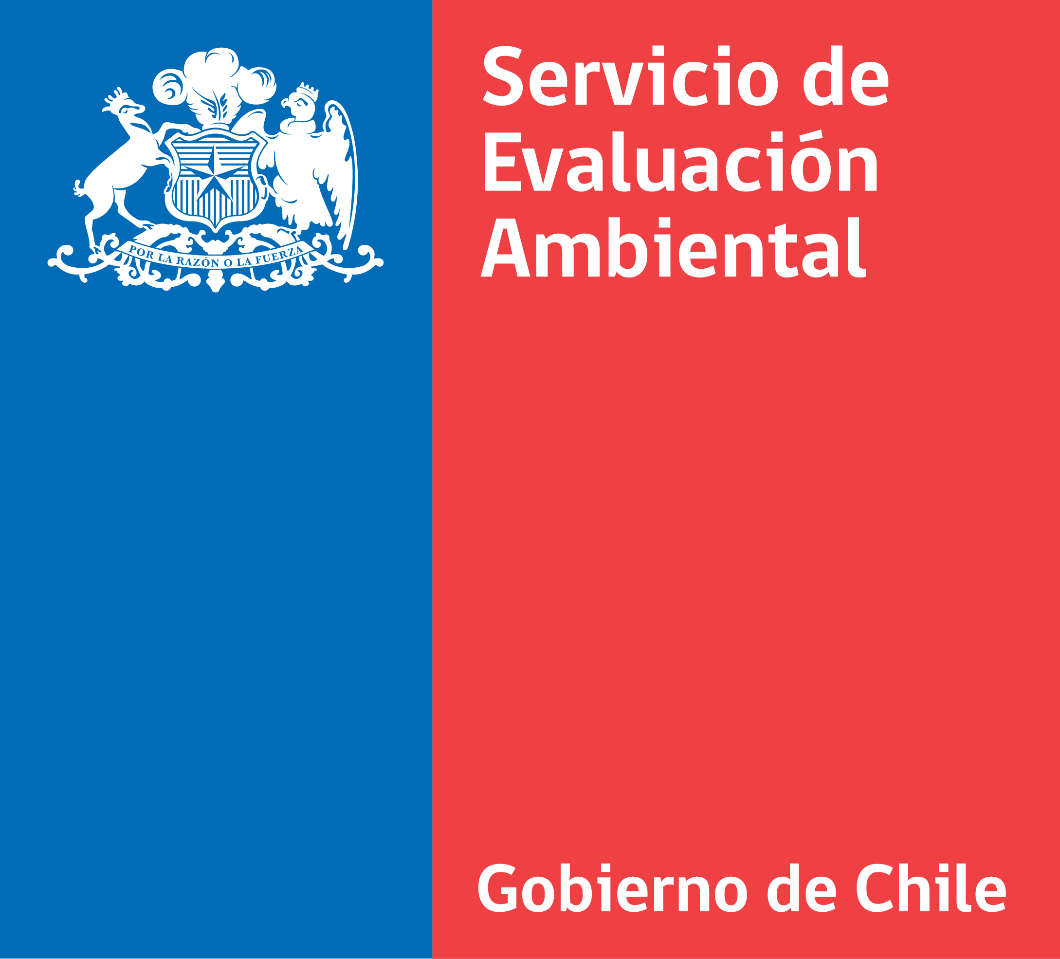 POR LA RAZÓN O LA FUERZA
Servicio de
Evaluación
Ambiental
Gobierno de Chile